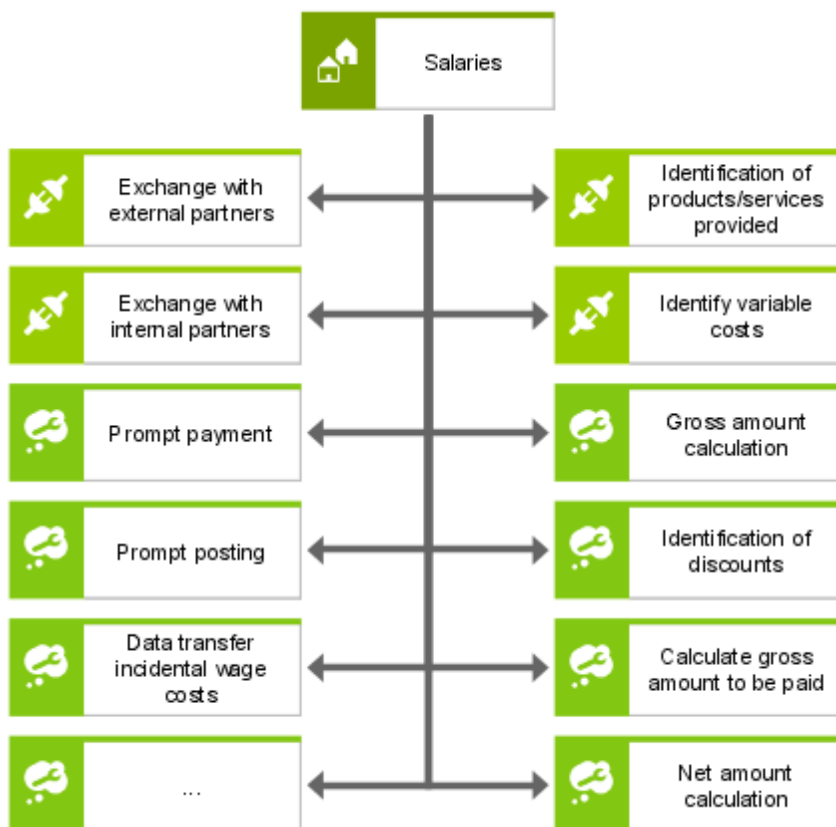 Salaries
Exchange with
external partners
Identification of
products/services
provided
Exchange with
internal partners
Identify variable
costs
Prompt payment
Gross amount
calculation
Prompt posting
Identification of
discounts
Data transfer
incidental wage
costs
Calculate gross
amount to be paid
...
Net amount
calculation